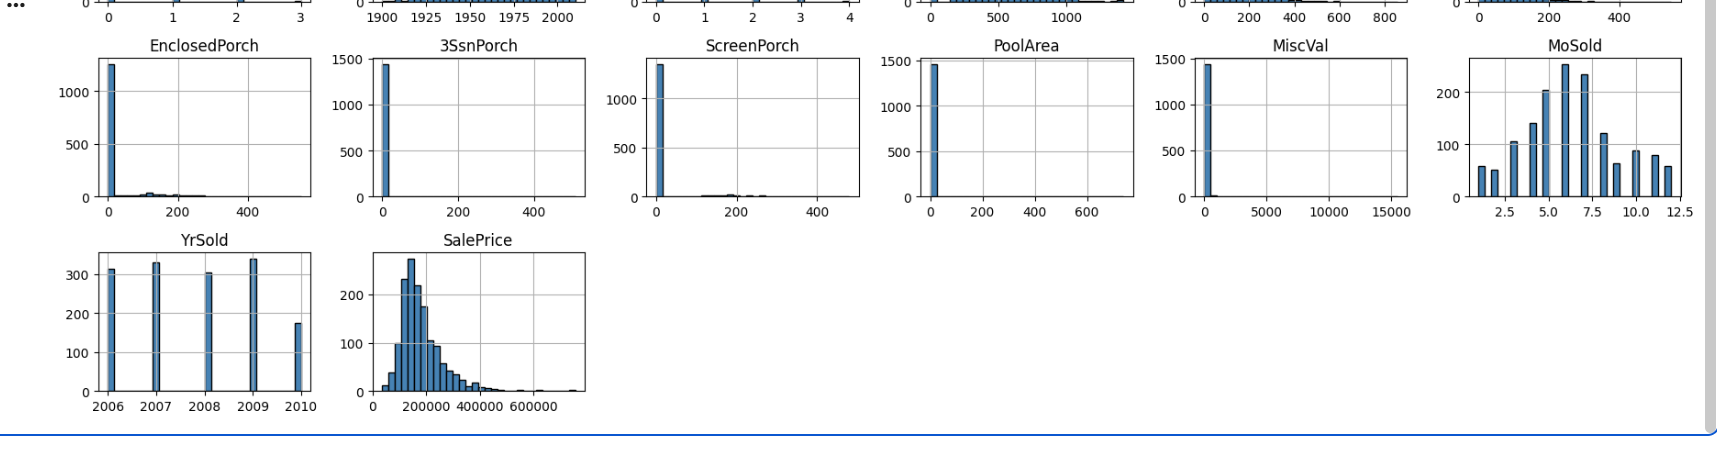 •••
0 0 1 2 3
1900 1925 1950 1975 2000
0 0 1 2 3 4
0 0 500 1000
0 0 200 400 600 800
0 0 200 400
EnclosedPorch
1000
500
0
0 200 400
3SsnPorch
1500
1000
500
0
0 200 400
ScreenPorch
1000
500
0
0 200 400
PoolArea
1500
1000
500
0
0 200 400 600
MiscVal
1500
1000
500
0
0 5000 10000 15000
MoSold
200
100
0
2.5 5.0 7.5 10.0 12.5
YrSold
300
200
100
0
2006 2007 2008 2009 2010
SalePrice
200
100
0
0 200000 400000 600000